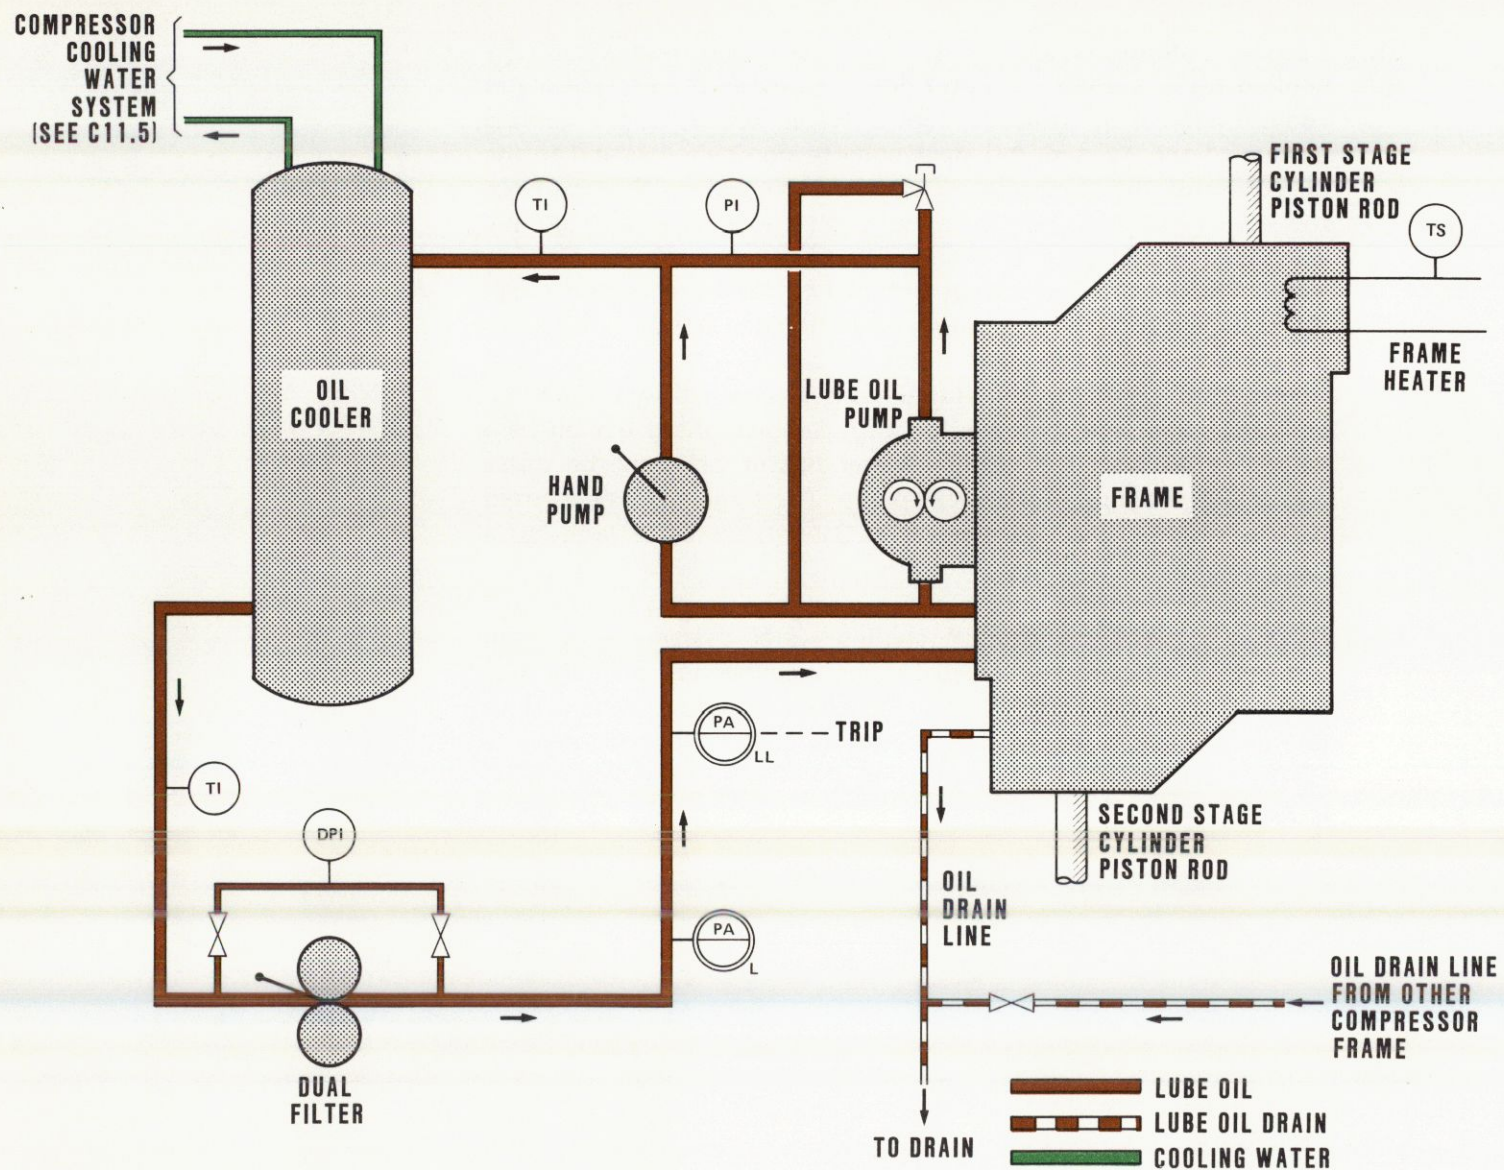 COMPRESSOR
COOLING
WATER
SYSTEM
(SEE C11.5)
TI
PI
FIRST STAGE
CYLINDER
PISTON ROD
TS
OIL
COOLER
LUBE OIL
PUMP
FRAME
HEATER
HAND
PUMP
FRAME
PA
LL
TRIP
TI
DPI
SECOND STAGE
CYLINDER
PISTON ROD
OIL
DRAIN
LINE
PA
L
OIL DRAIN LINE
FROM OTHER
COMPRESSOR
FRAME
DUAL
FILTER
TO DRAIN
LUBE OIL
LUBE OIL DRAIN
COOLING WATER